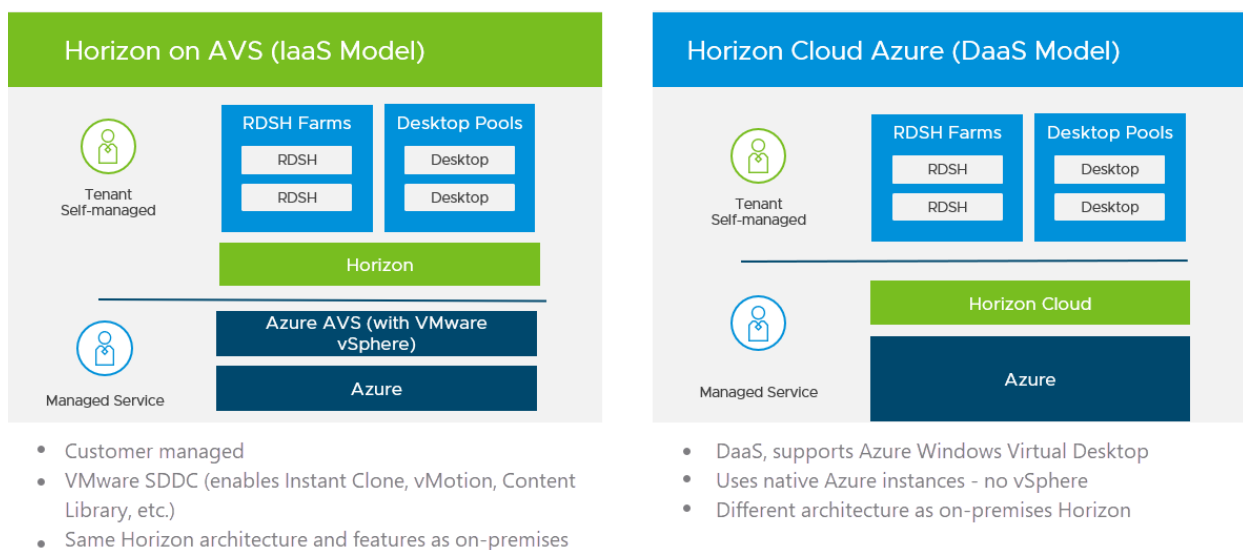 Horizon on AVS (IaaS Model)
RDSH Farms
RDSH
RDSH
Desktop Pools
Desktop
Desktop
Tenant
Self-managed
Horizon
Azure AVS (with VMware
vSphere)
Azure
Managed Service
• Customer managed
• VMware SDDC (enables Instant Clone, vMotion, Content
Library, etc.)
• Same Horizon architecture and features as on-premises
Horizon Cloud Azure (DaaS Model)
RDSH Farms
RDSH
RDSH
Desktop Pools
Desktop
Desktop
Tenant
Self-managed
Horizon Cloud
Azure
Managed Service
• DaaS, supports Azure Windows Virtual Desktop
• Uses native Azure instances - no vSphere
• Different architecture as on-premises Horizon